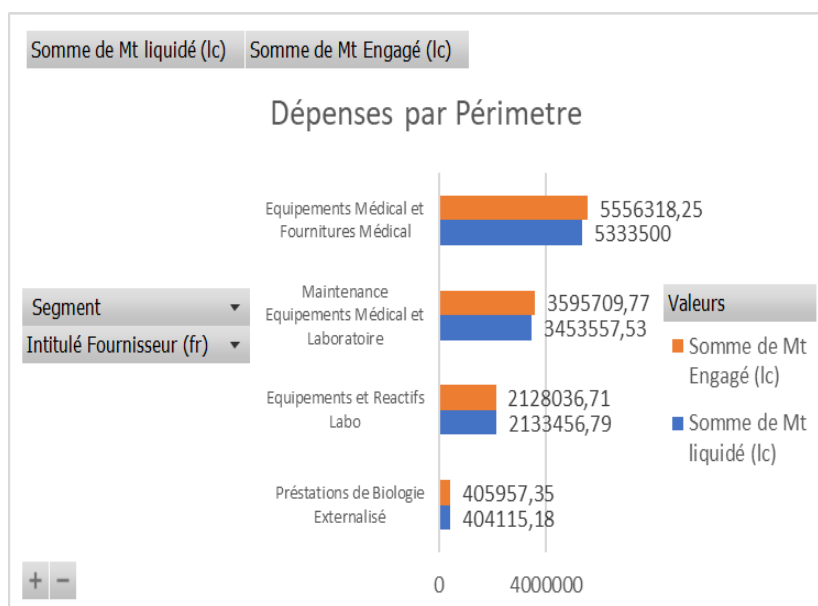 Somme de Mt liquidé (lc) Somme de Mt Engagé (lc)
Dépenses par Périmetre
Equipements Médical et
Fournitures Médical
5556318,25
5333500
Maintenance
Equipements Médical et
Laboratoire
3595709,77
3453557,53
Equipements et Reactifs
Labo
2128036,71
2133456,79
Préstations de Biologie
Externalisé
405957,35
404115,18
0 4000000
Segment
Intitulé Fournisseur (fr)
Valeurs
Somme de Mt
Engagé (lc)
Somme de Mt
liquidé (lc)
+ −